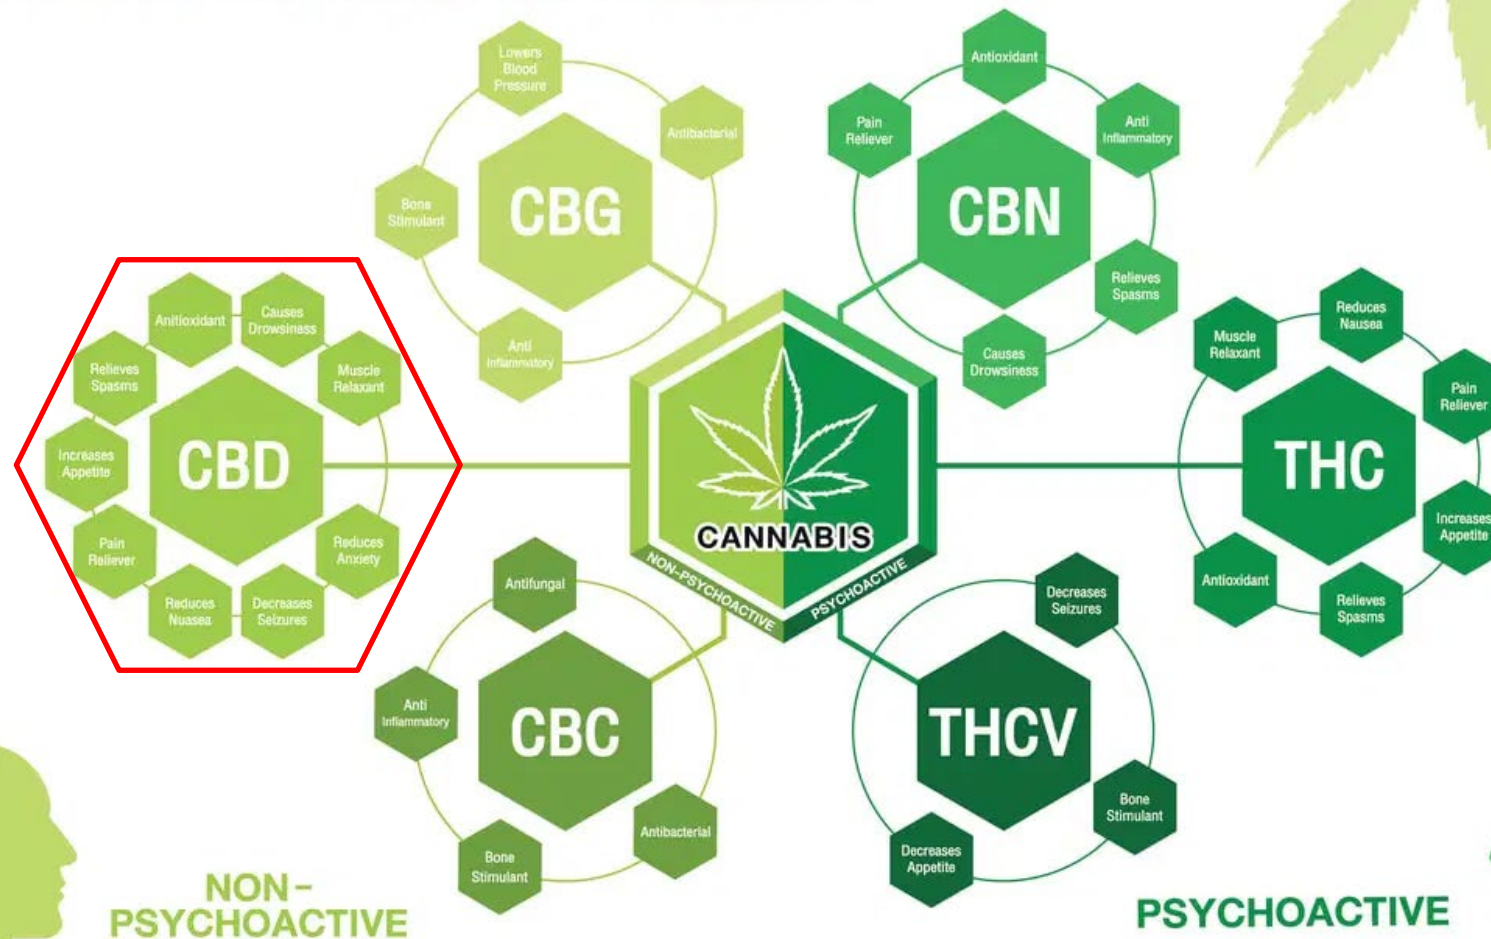 Lowers
Blood
Pressure
Antibacterial
CBG
Bone
Stimulant
Anti
Inflammatory
Antioxidant
Pain
Reliever
Anti
Inflammatory
CBN
Relieves
Spasms
Causes
Drowsiness
Anitioxidant
Causes
Drowsiness
Relieves
Spasms
Muscle
Relaxant
Increases
Appetite
CBD
Pain
Reliever
Reduces
Anxiety
Reduces
Nuasea
Decreases
Seizures
CANNABIS
NON-PSYCHOACTIVE
PSYCHOACTIVE
Reduces
Nausea
Muscle
Relaxant
Pain
Reliever
THC
Increases
Appetite
Antioxidant
Relieves
Spasms
Antifungal
Anti
Inflammatory
CBC
Antibacterial
Bone
Stimulant
Decreases
Seizures
THCV
Bone
Stimulant
Decreases
Appetite
NON-
PSYCHOACTIVE
PSYCHOACTIVE